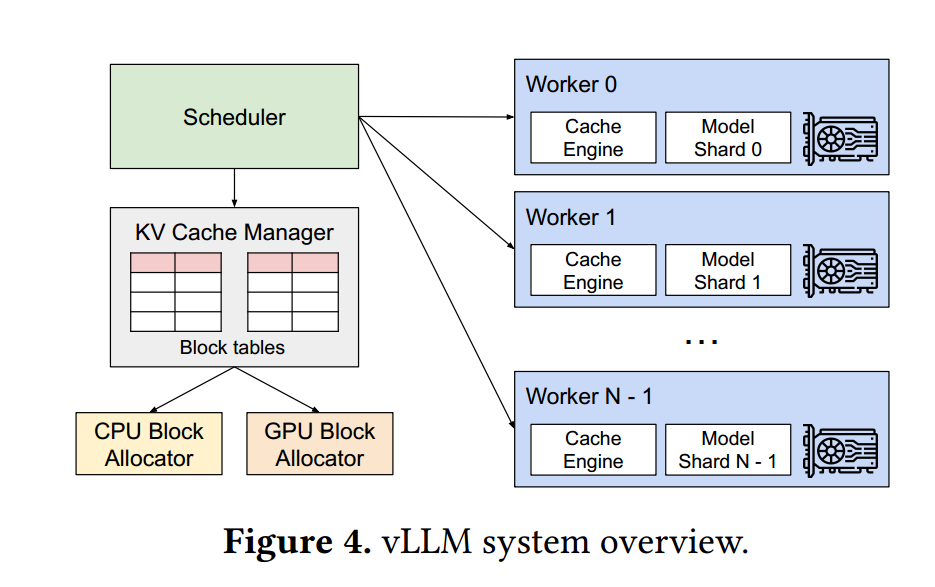 Scheduler
KV Cache Manager
Block tables
CPU Block
Allocator
GPU Block
Allocator
Worker 0
Cache
Engine
Model
Shard 0
Worker 1
Cache
Engine
Model
Shard 1
...
Worker N - 1
Cache
Engine
Model
Shard N - 1
Figure 4. vLLM system overview.